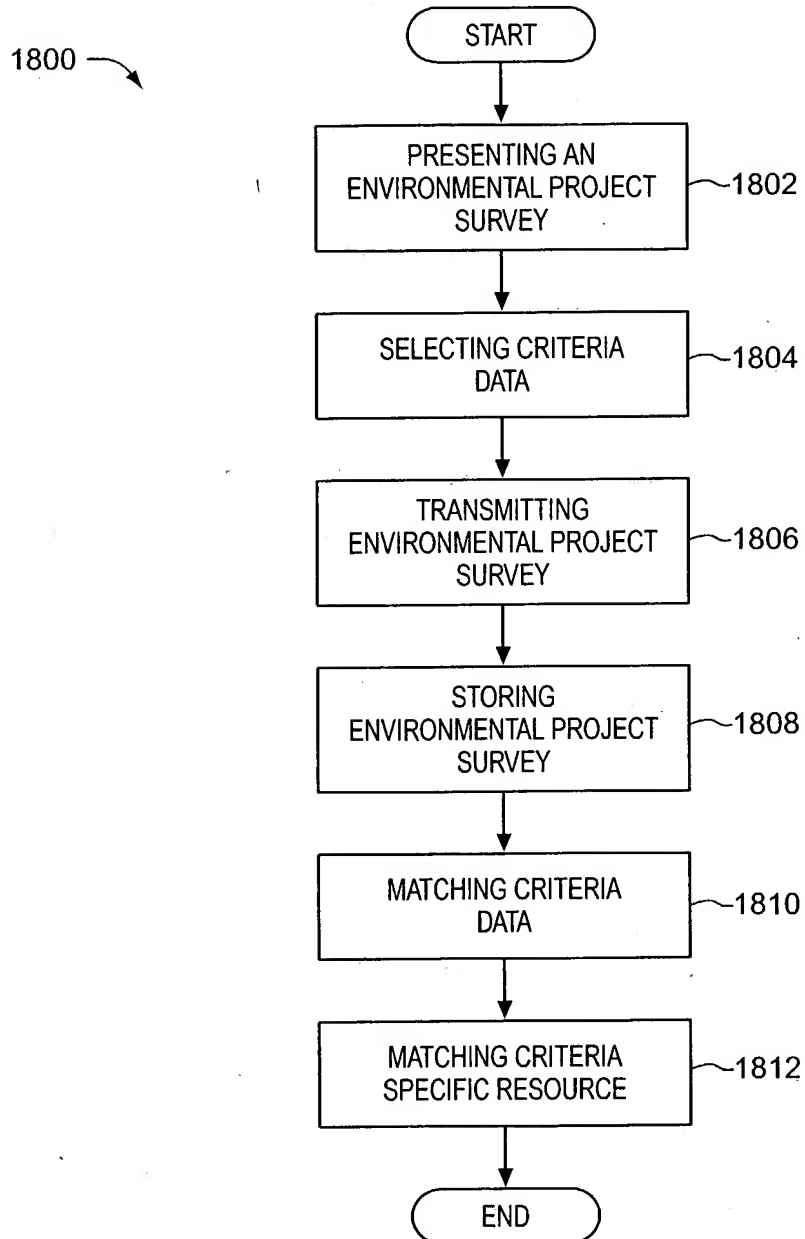 START
1800
PRESENTING AN
ENVIRONMENTAL PROJECT
SURVEY
1802
SELECTING CRITERIA
DATA
1804
TRANSMITTING
ENVIRONMENTAL PROJECT
SURVEY
1806
STORING
ENVIRONMENTAL PROJECT
SURVEY
1808
MATCHING CRITERIA
DATA
1810
MATCHING CRITERIA
SPECIFIC RESOURCE
1812
END